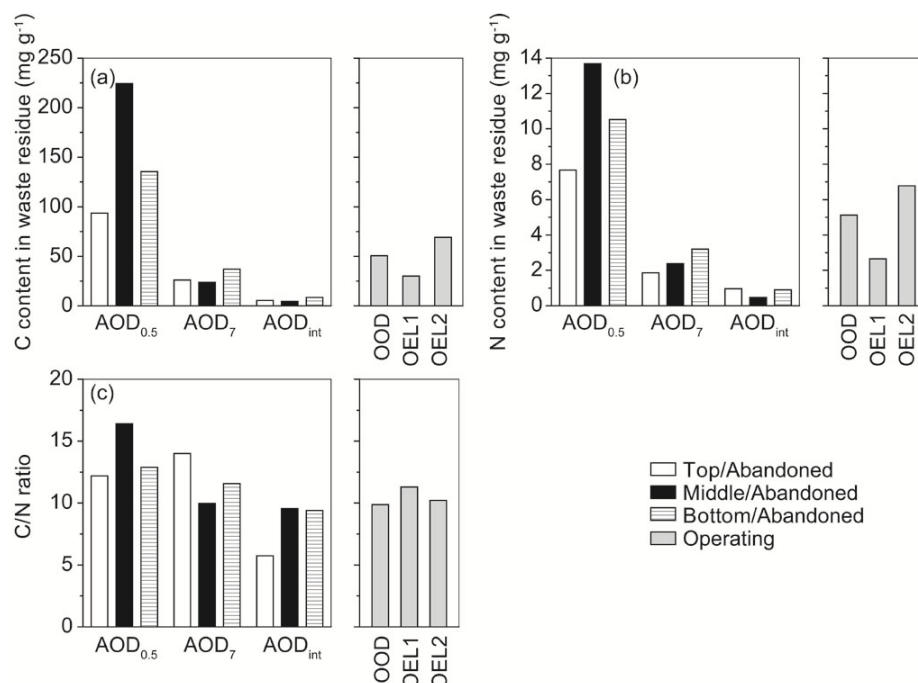 C content in waste residue (mg g⁻¹)
(a)
250
200
150
100
50
0
AOD₀.₅ AOD₇ AODᵢₙₜ
OOD OEL1 OEL2
N content in waste residue (mg g⁻¹)
(b)
14
12
10
8
6
4
2
0
AOD₀.₅ AOD₇ AODᵢₙₜ
OOD OEL1 OEL2
C/N ratio
(c)
20
15
10
5
0
AOD₀.₅ AOD₇ AODᵢₙₜ
OOD OEL1 OEL2
Top/Abandoned
Middle/Abandoned
Bottom/Abandoned
Operating